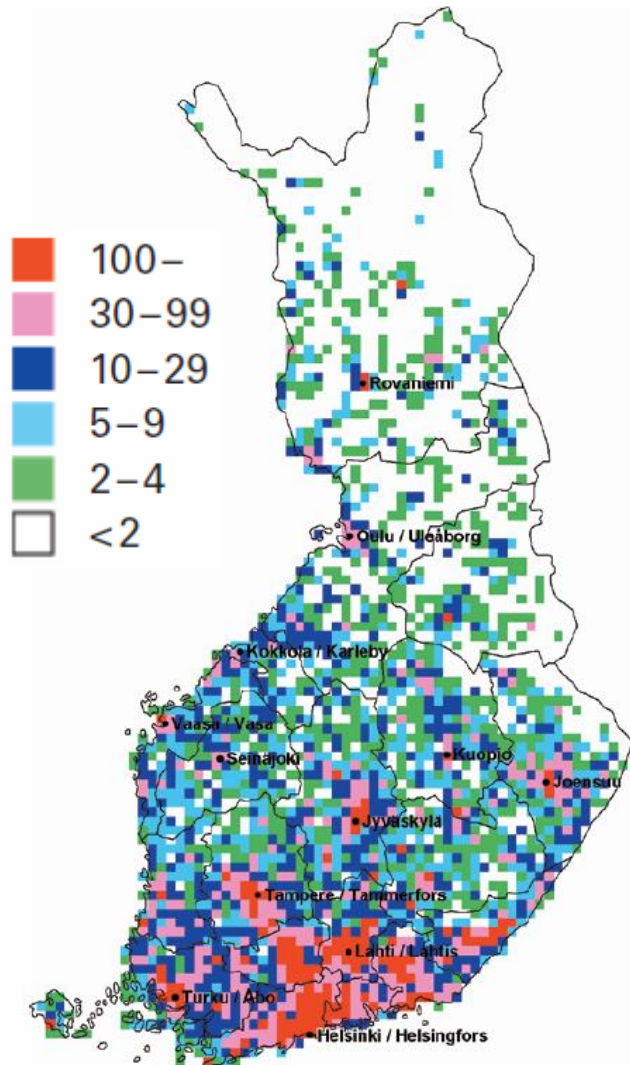 100–
30–99
10–29
5–9
2–4
<2
Rovaniemi
Oulu / Uleåborg
Kokkola / Karleby
Vaasa / Vasa
Seinäjoki
Kuopio
Joensuu
Jyväskylä
Tampere / Tammerfors
Lahti / Lahtis
Turku / Åbo
Helsinki / Helsingfors